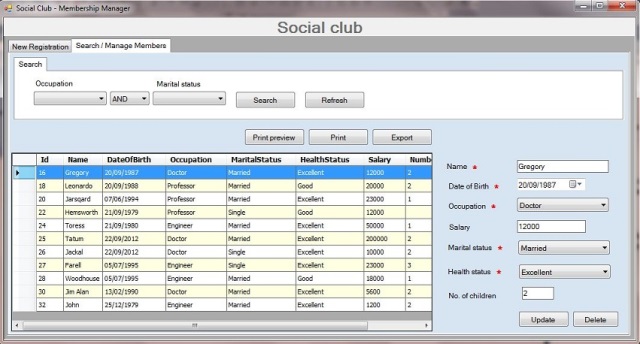 Social Club - Membership Manager
Social club
New Registration Search / Manage Members
Search
Occupation Marital status
AND Search Refresh
Print preview Print Export
Id Name DateOfBirth Occupation MaritalStatus HealthStatus Salary Numb
16 Gregory 20/09/1987 Doctor Married Excellent 12000 2
18 Leonardo 20/09/1988 Professor Married Good 20000 2
20 Jarsqard 07/06/1994 Professor Married Excellent 23000 1
22 Hemsworth 21/09/1979 Professor Single Good 12000
24 Toress 21/09/1980 Engineer Married Excellent 50000 1
25 Tatum 22/09/2012 Doctor Married Excellent 200000 2
26 Jackal 22/09/2012 Doctor Single Excellent 10000 2
27 Parell 05/07/1995 Engineer Single Excellent 23000 3
28 Woodhouse 05/07/1995 Engineer Married Good 18000 1
30 Jim Alan 13/02/1990 Doctor Married Excellent 5600 2
32 John 25/12/1979 Engineer Married Excellent 1200 2
Name * Gregory
Date of Birth * 20/09/1987
Occupation * Doctor
Salary 12000
Marital status * Married
Health status * Excellent
No. of children 2
Update Delete